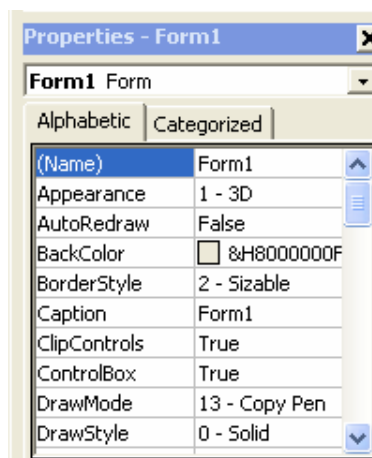 Properties - Form1
Form1 Form
Alphabetic Categorized
(Name) Form1
Appearance 1 - 3D
AutoRedraw False
BackColor &H8000000F
BorderStyle 2 - Sizable
Caption Form1
ClipControls True
ControlBox True
DrawMode 13 - Copy Pen
DrawStyle 0 - Solid